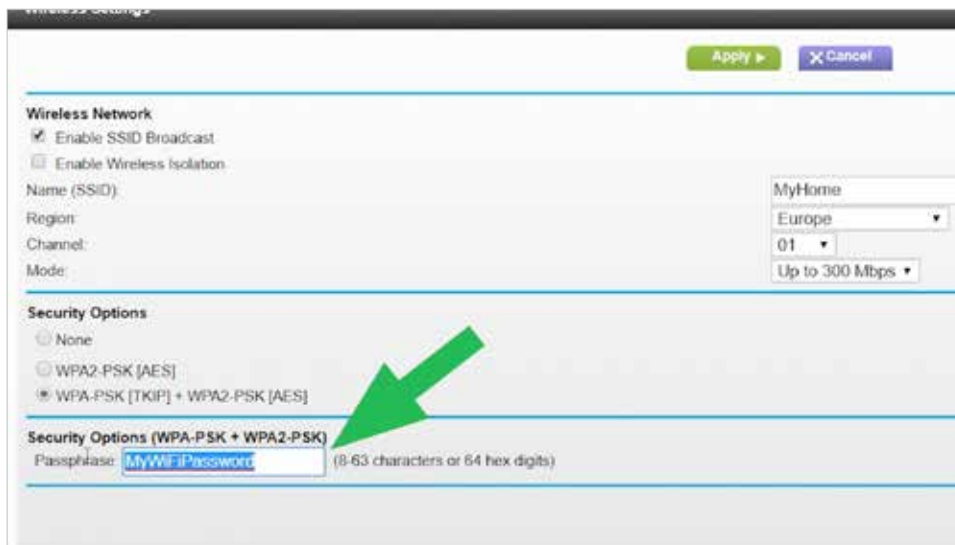 Wireless Settings
Apply
Cancel
Wireless Network
Enable SSID Broadcast
Enable Wireless Isolation
Name (SSID):
MyHome
Region:
Europe
Channel:
01
Mode:
Up to 300 Mbps
Security Options
None
WPA2-PSK [AES]
WPA-PSK [TKIP] + WPA2-PSK [AES]
Security Options (WPA-PSK + WPA2-PSK)
Passphrase: MyWiFiPassword (8-63 characters or 64 hex digits)